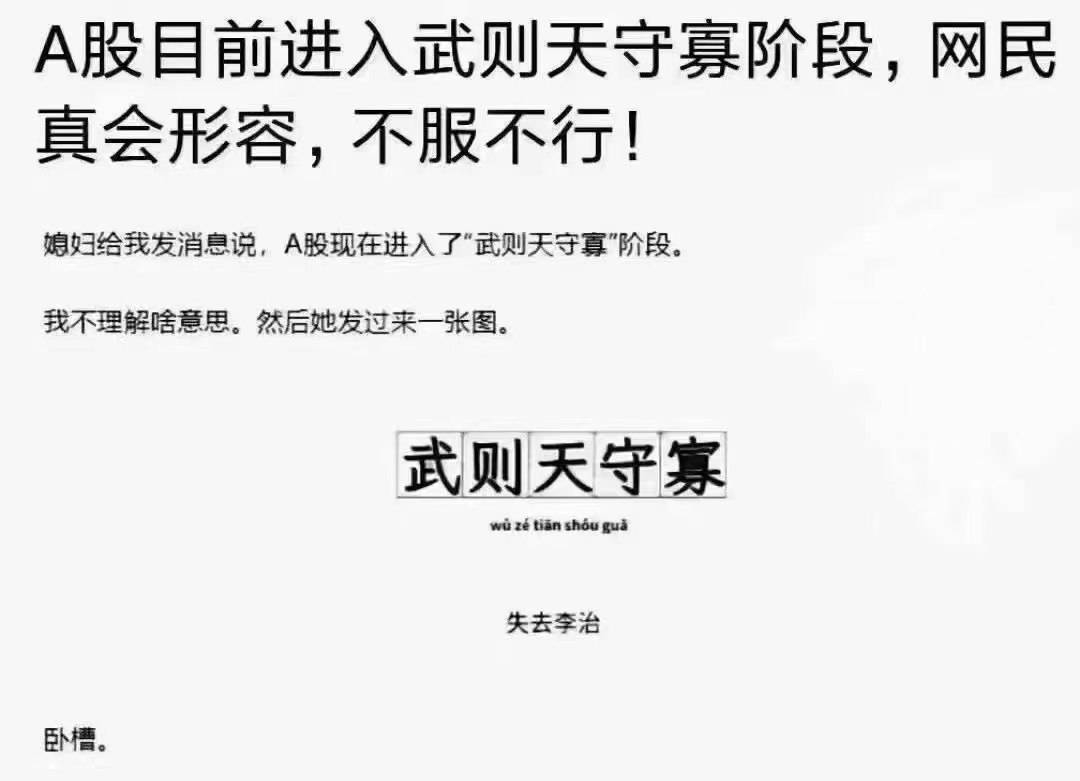 A股目前进入武则天守寡阶段，网民
真会形容，不服不行！
媳妇给我发消息说，A股现在进入了“武则天守寡”阶段。
我不理解啥意思。然后她发过来一张图。
武则天守寡
wǔ zé tiān shǒu guǎ
失去李治
卧槽。